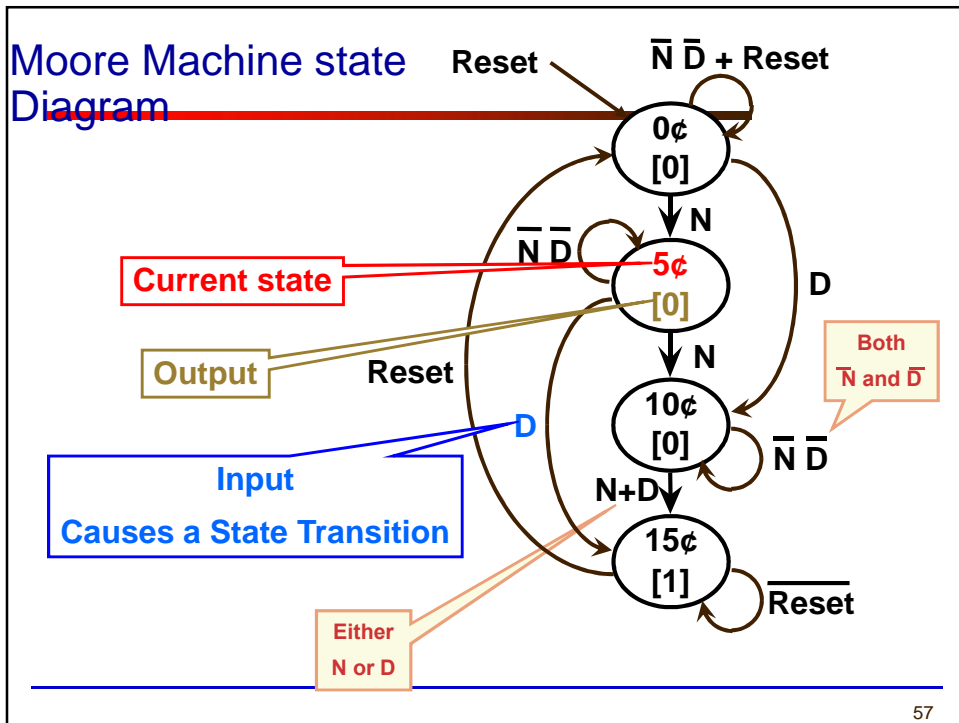 Moore Machine state
Diagram
Reset
N̅ D̅ + Reset
0¢
[0]
N
N̅ D̅
Current state
5¢
[0]
D
Output
Reset
N
Both
N̅ and D̅
10¢
[0]
D
N̅ D̅
Input
Causes a State Transition
N+D
15¢
[1]
R̅e̅s̅e̅t̅
Either
N or D
57